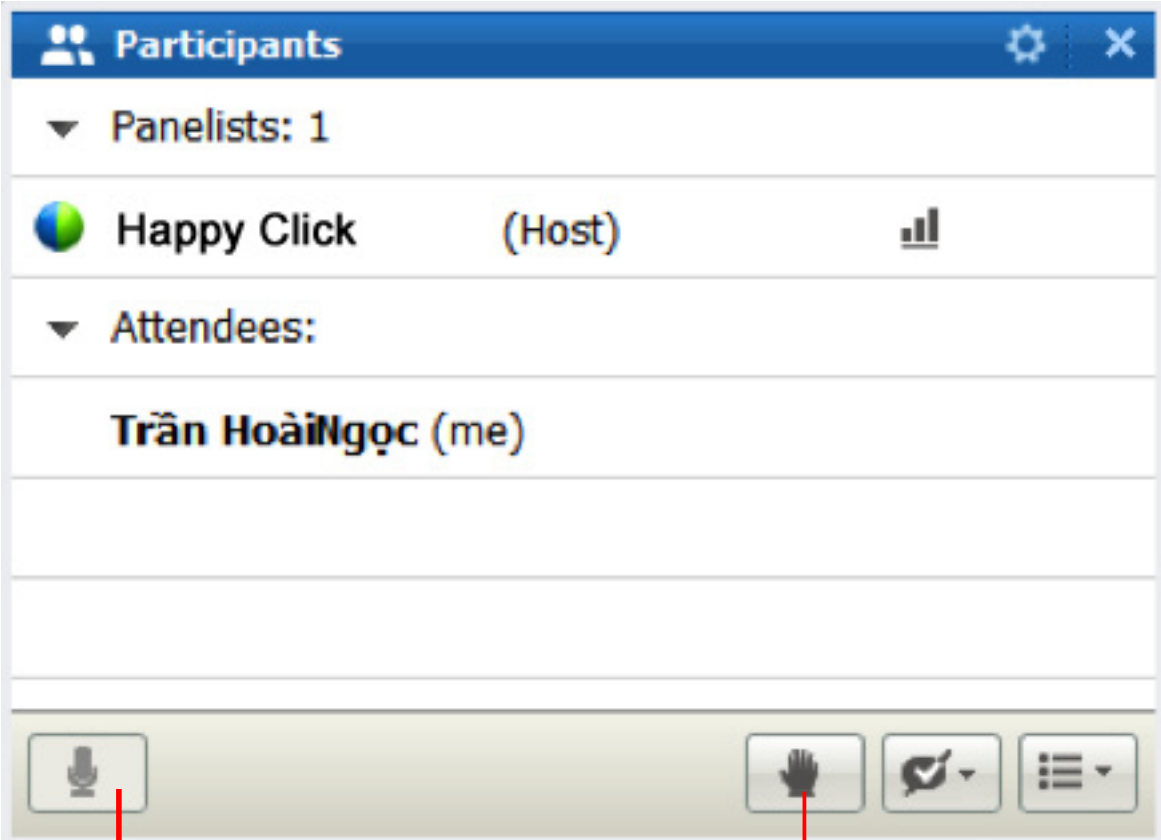 Participants
Panelists: 1
Happy Click (Host)
Attendees:
Trần HoàiNgọc (me)